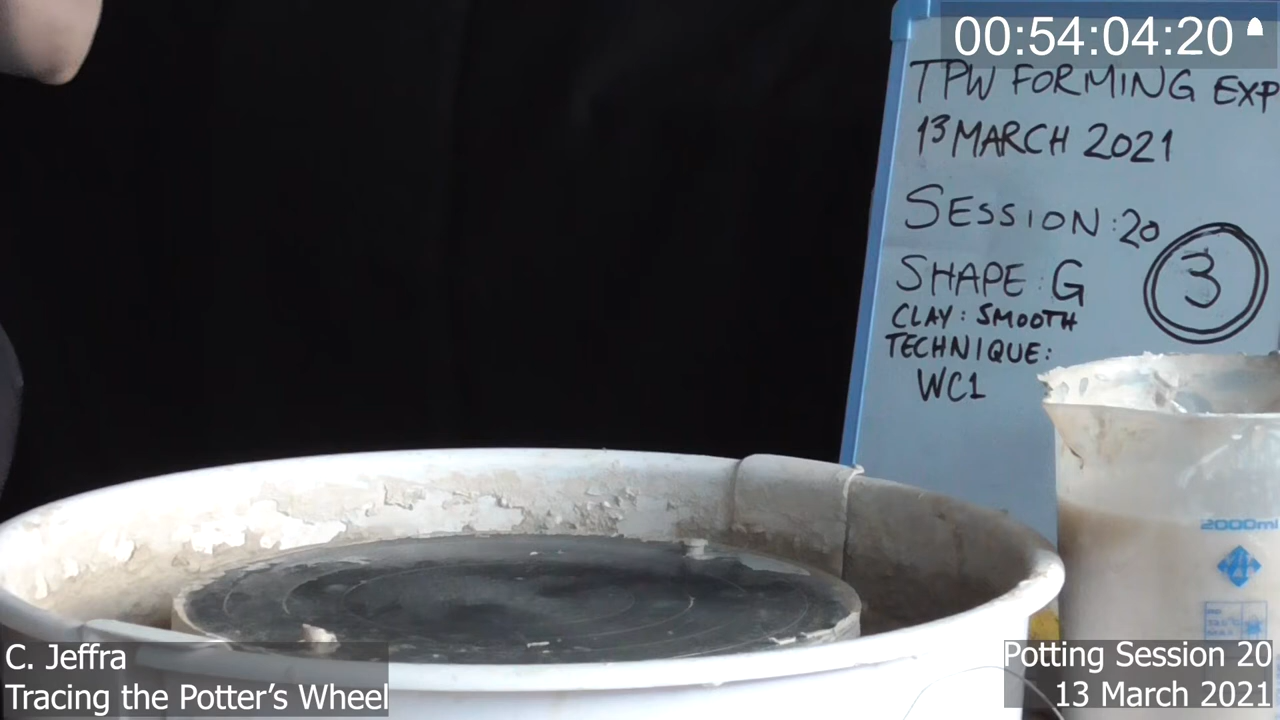 00:54:04:20
TPW FORMING EXP
13 MARCH 2021
SESSION: 20
3
SHAPE: G
CLAY: SMOOTH
TECHNIQUE:
WC1
2000ml
C. Jeffra
Tracing the Potter's Wheel
Potting Session 20
13 March 2021